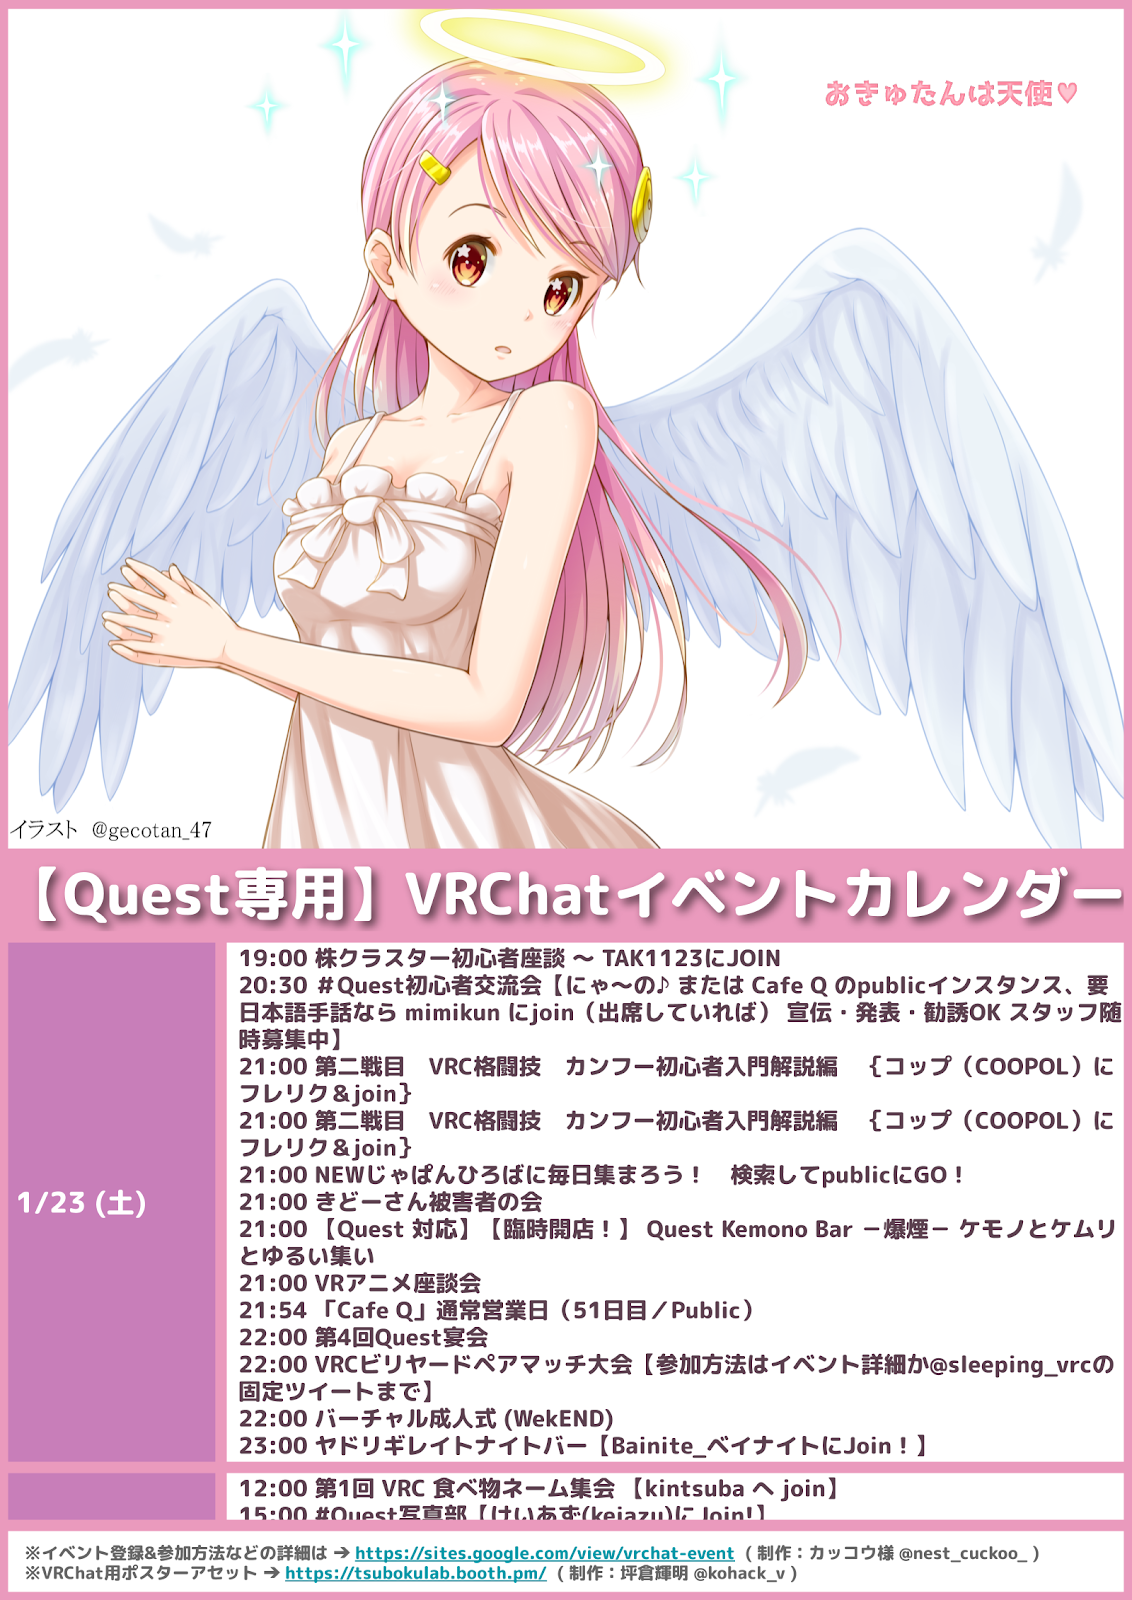 おきゅたんは天使♥
イラスト @gecotan_47
【Quest専用】VRChatイベントカレンダー
1/23 (土)
19:00 株クラスター初心者座談 〜 TAK1123にJOIN
20:30 #Quest初心者交流会【にゃ〜の♪ または Cafe Q のpublicインスタンス、要
日本語手話なら mimikun にjoin（出席していれば） 宣伝・発表・勧誘OK スタッフ随
時募集中】
21:00 第二戦目　VRC格闘技　カンフー初心者入門解説編　｛コップ（COOPOL）に
フレリク＆join｝
21:00 第二戦目　VRC格闘技　カンフー初心者入門解説編　｛コップ（COOPOL）に
フレリク＆join｝
21:00 NEWじゃぱんひろばに毎日集まろう！　検索してpublicにGO！
21:00 きどーさん被害者の会
21:00 【Quest 対応】【臨時開店！】 Quest Kemono Bar －爆煙－ ケモノとケムリ
とゆるい集い
21:00 VRアニメ座談会
21:54 「Cafe Q」通常営業日（51日目／Public）
22:00 第4回Quest宴会
22:00 VRCビリヤードペアマッチ大会【参加方法はイベント詳細か@sleeping_vrcの
固定ツイートまで】
22:00 バーチャル成人式 (WekEND)
23:00 ヤドリギレイトナイトバー【Bainite_ベイナイトにJoin！】
12:00 第1回 VRC 食べ物ネーム集会 【kintsuba へ join】
15:00 #Quest写真部【けいあず(keiazu)にJoin!】
※イベント登録&参加方法などの詳細は ➔ https://sites.google.com/view/vrchat-event ( 制作：カッコウ様 @nest_cuckoo_ )
※VRChat用ポスターアセット ➔ https://tsubokulab.booth.pm/ ( 制作：坪倉輝明 @kohack_v )